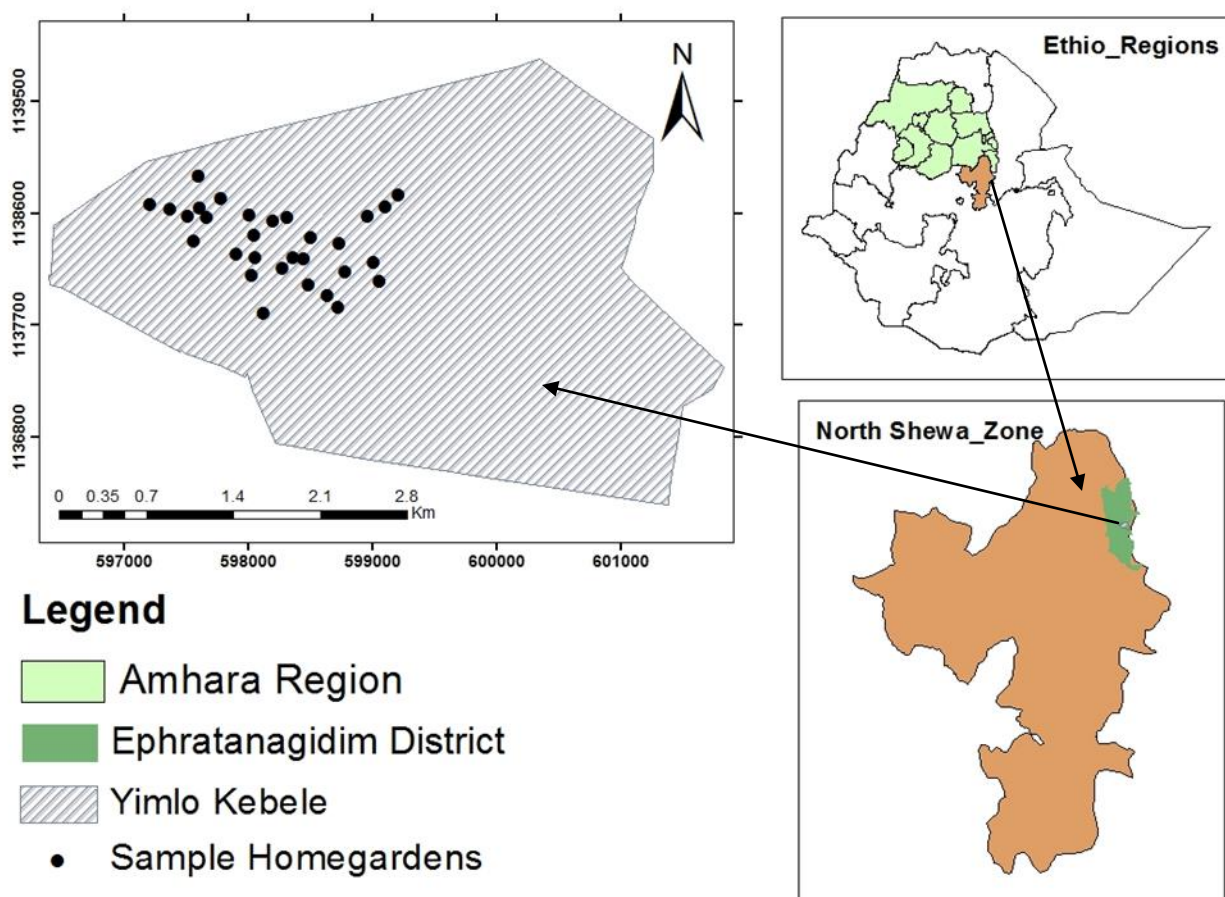 N
1139500
1138600
1137700
1136800
0 0.35 0.7 1.4 2.1 2.8
Km
597000 598000 599000 600000 601000
Ethio_Regions
North Shewa_Zone
Legend
Amhara Region
Ephratanagidim District
Yimlo Kebele
Sample Homegardens